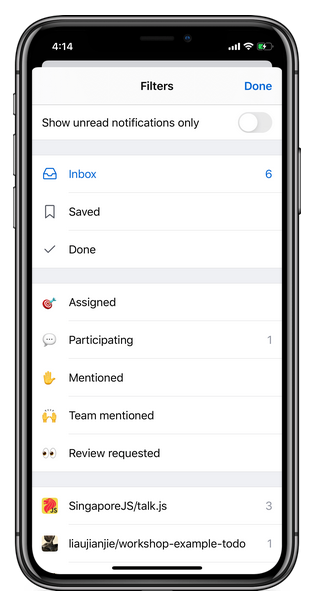 4:14
Filters
Done
Show unread notifications only
Inbox
6
Saved
Done
Assigned
Participating
1
Mentioned
Team mentioned
Review requested
SingaporeJS/talk.js
3
liaujianjie/workshop-example-todo
1